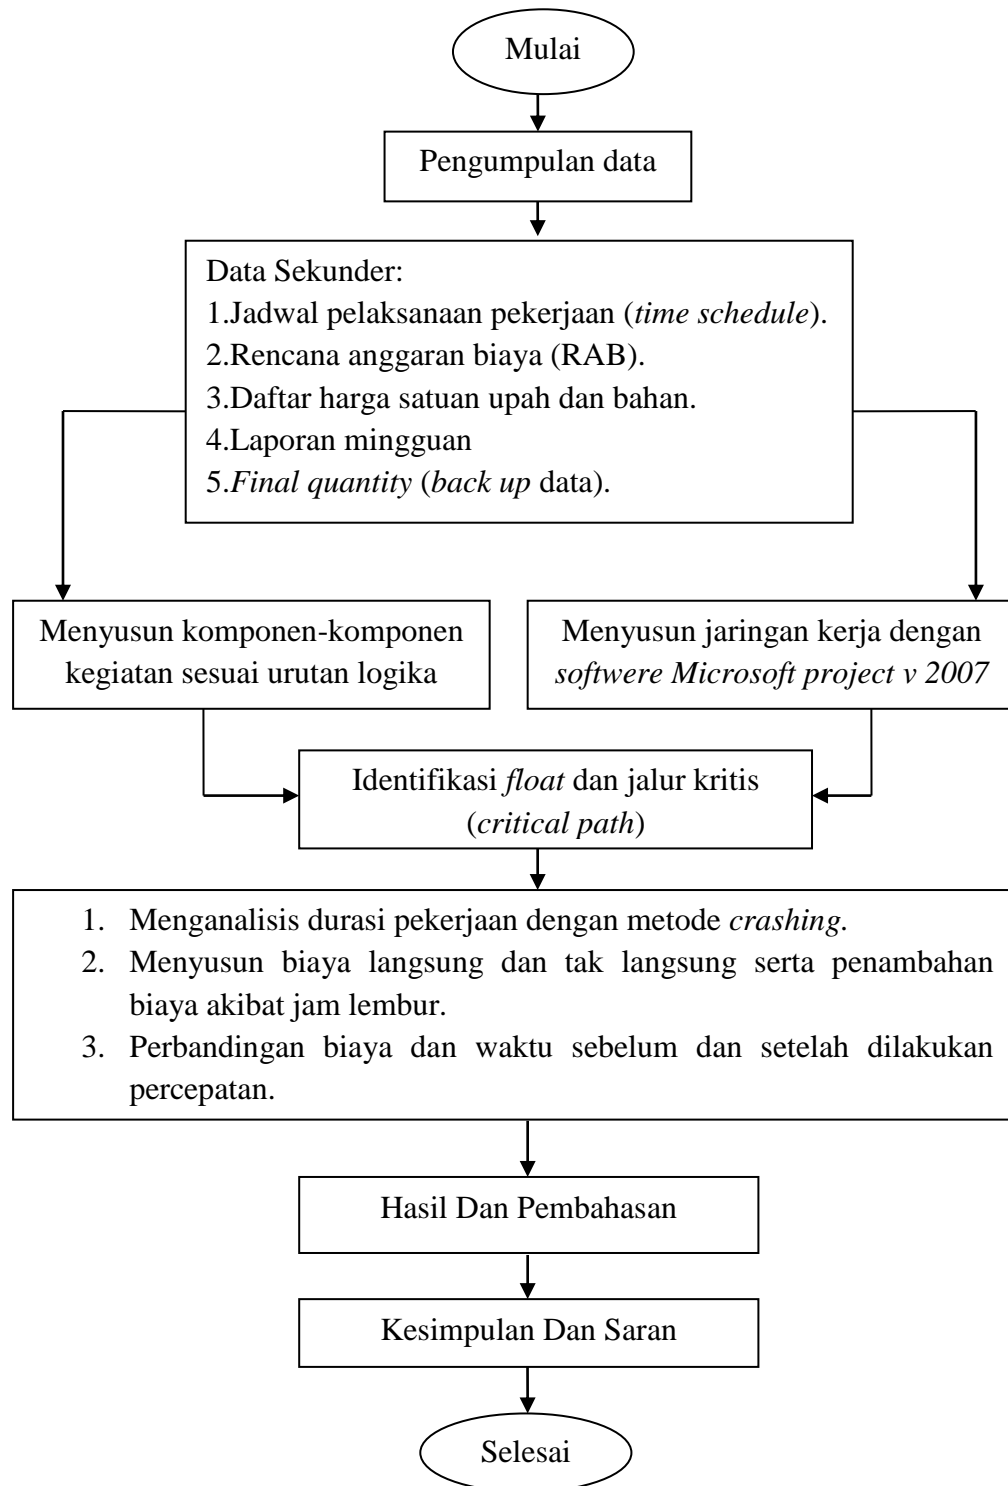 Mulai
Pengumpulan data
Data Sekunder:
1.Jadwal pelaksanaan pekerjaan (time schedule).
2.Rencana anggaran biaya (RAB).
3.Daftar harga satuan upah dan bahan.
4.Laporan mingguan
5.Final quantity (back up data).
Menyusun komponen-komponen
kegiatan sesuai urutan logika
Menyusun jaringan kerja dengan
softwere Microsoft project v 2007
Identifikasi float dan jalur kritis
(critical path)
1. Menganalisis durasi pekerjaan dengan metode crashing.
2. Menyusun biaya langsung dan tak langsung serta penambahan
biaya akibat jam lembur.
3. Perbandingan biaya dan waktu sebelum dan setelah dilakukan
percepatan.
Hasil Dan Pembahasan
Kesimpulan Dan Saran
Selesai